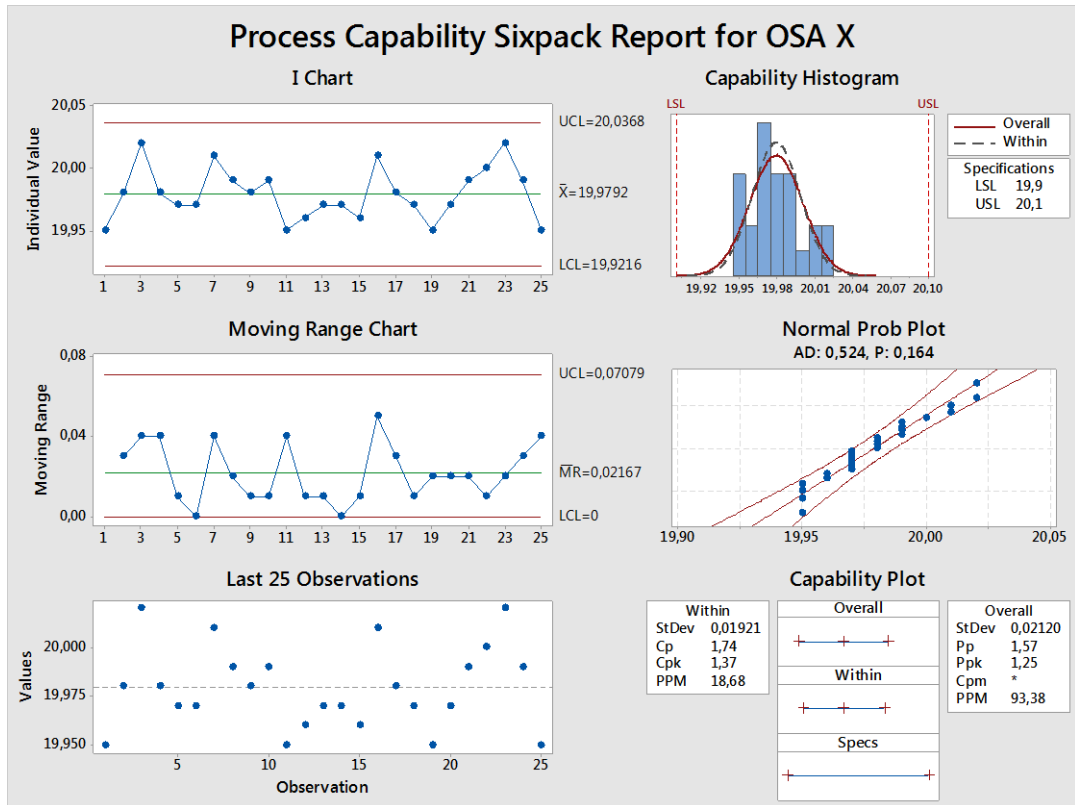 Process Capability Sixpack Report for OSA X
I Chart
Individual Value
20,05
20,00
19,95
UCL=20,0368
X̄=19,9792
LCL=19,9216
1 3 5 7 9 11 13 15 17 19 21 23 25
Capability Histogram
LSL USL
19,92 19,95 19,98 20,01 20,04 20,07 20,10
Overall
Within
Specifications
LSL 19,9
USL 20,1
Moving Range Chart
Moving Range
0,08
0,04
0,00
UCL=0,07079
M̄R̄=0,02167
LCL=0
1 3 5 7 9 11 13 15 17 19 21 23 25
Normal Prob Plot
AD: 0,524, P: 0,164
19,90 19,95 20,00 20,05
Last 25 Observations
Values
20,000
19,975
19,950
5 10 15 20 25
Observation
Capability Plot
Within
StDev 0,01921
Cp 1,74
Cpk 1,37
PPM 18,68
Overall
Within
Specs
Overall
StDev 0,02120
Pp 1,57
Ppk 1,25
Cpm *
PPM 93,38